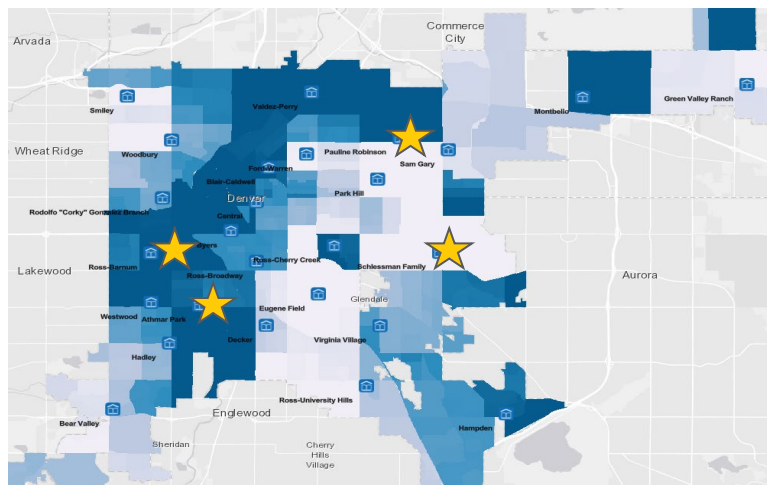 Commerce
City
Arvada
Green Valley Ranch
Smiley
Valdez-Perry
Montbello
Wheat Ridge
Woodbury
Pauline Robinson
Sam Gary
Ford-Warren
Blair-Caldwell
Park Hill
Denver
Rodolfo "Corky" Gonzalez Branch
Central
Lakewood
Ross-Barnum
Ross-Cherry Creek
Schlessman Family
Aurora
Ross-Broadway
Glendale
Westwood
Athmar Park
Eugene Field
Decker
Virginia Village
Hadley
Ross-University Hills
Englewood
Bear Valley
Hampden
Sheridan
Cherry
Hills
Village